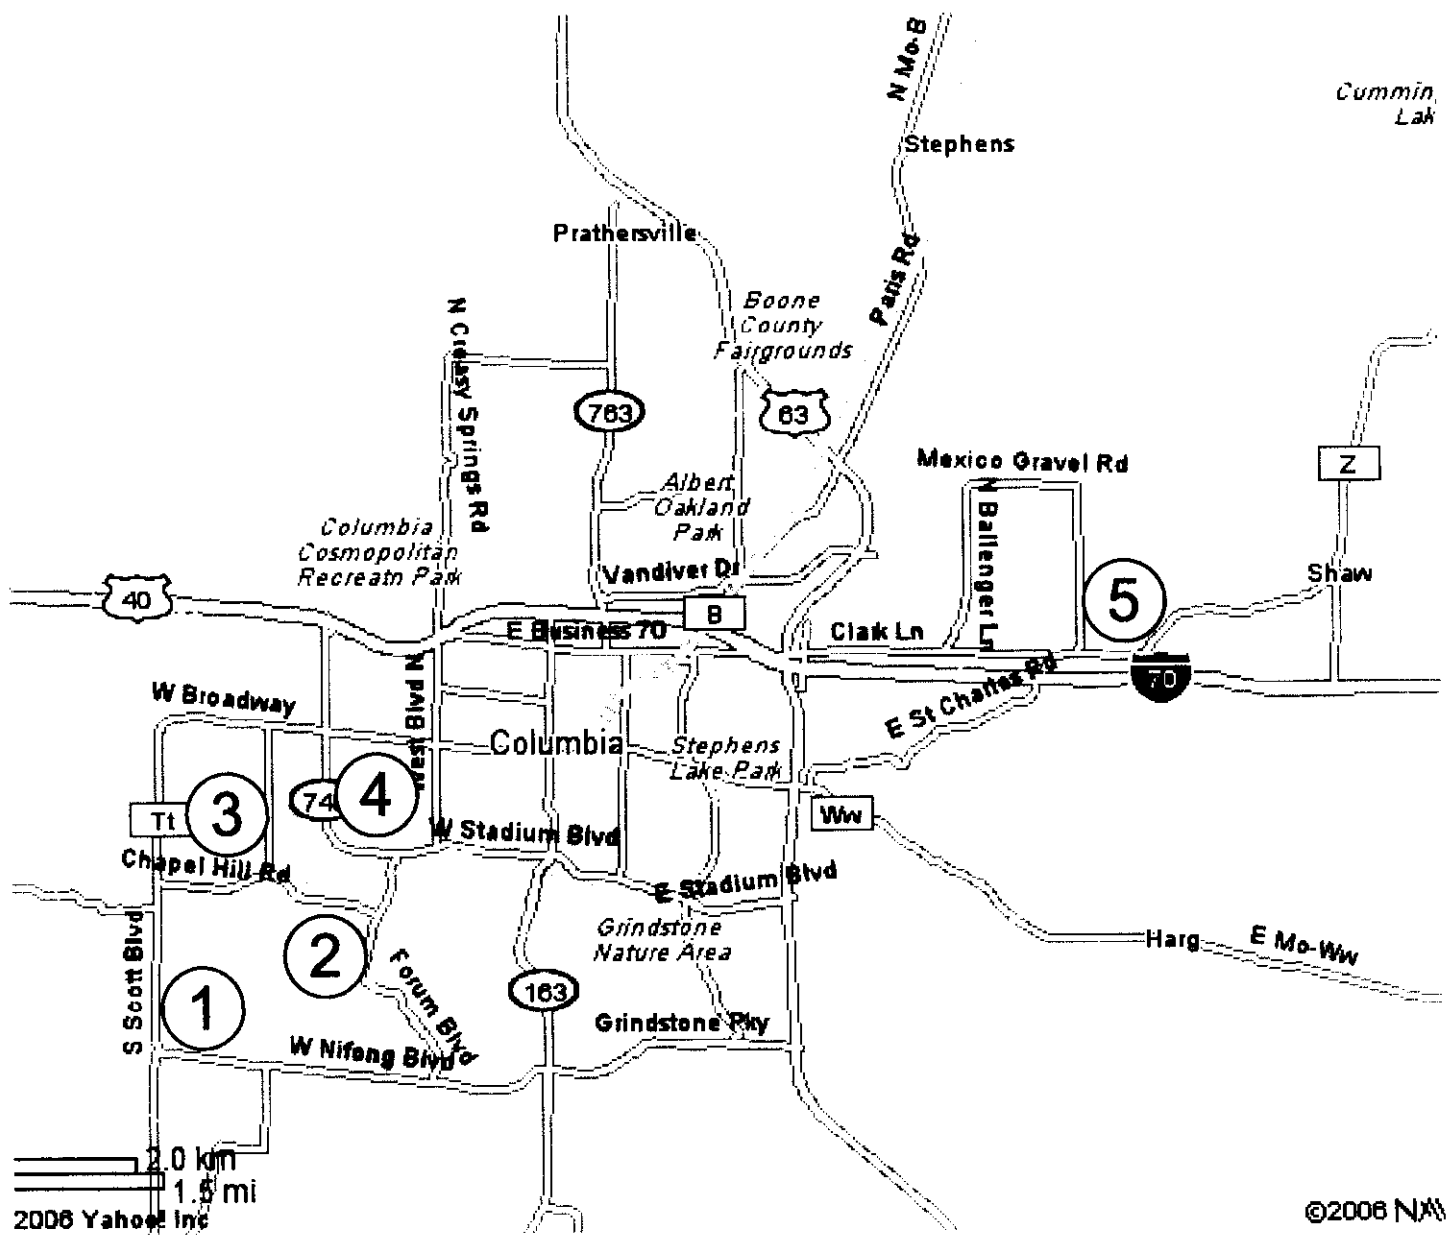 N Mo-B
Cummin
Lak
Stephens
Prathersville
Paris Rd
Boone
County
Fairgrounds
N Creasy Springs Rd
763
63
Mexico Gravel Rd
Z
Albert
Oakland
Park
N Ballenger Ln
Columbia
Cosmopolitan
Recreatn Park
Vandiver Dr
Shaw
40
5
B
E Business 70
Clark Ln
70
E St Charles Rd
W Broadway
West Blvd N
Columbia
Stephens
Lake Park
3
74
4
Tt
Ww
W Stadium Blvd
Chapel Hill Rd
E Stadium Blvd
S Scott Blvd
2
Grindstone
Nature Area
Harg
E Mo-Ww
Forum Blvd
1
163
Grindstone Pky
W Nifong Blvd
2.0 km
1.5 mi
2006 Yahoo! Inc
©2006